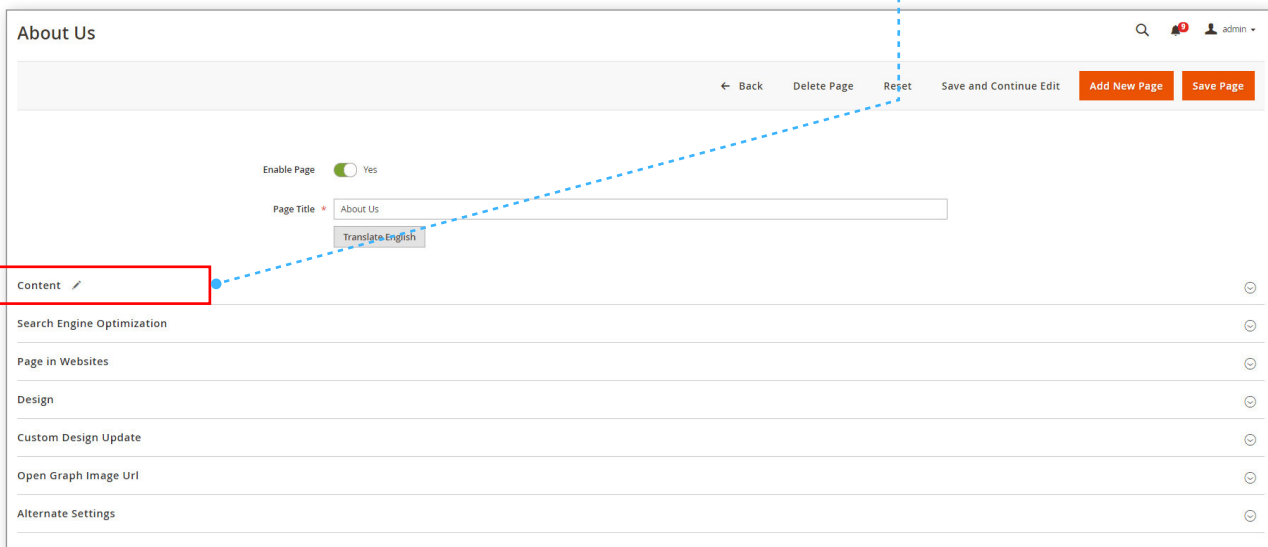 About Us
9
admin
← Back Delete Page Reset Save and Continue Edit Add New Page Save Page
Enable Page Yes
Page Title * About Us
Translate English
Content
Search Engine Optimization
Page in Websites
Design
Custom Design Update
Open Graph Image Url
Alternate Settings